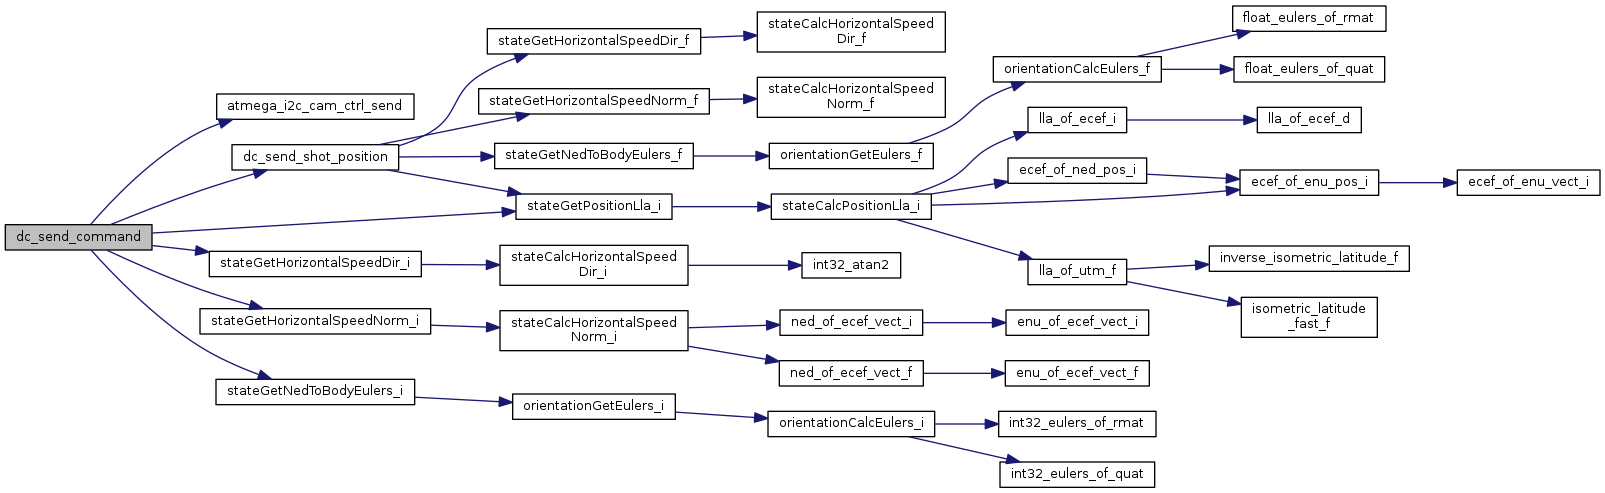 dc_send_command
atmega_i2c_cam_ctrl_send
dc_send_shot_position
stateGetHorizontalSpeedDir_i
stateGetHorizontalSpeedNorm_i
stateGetNedToBodyEulers_i
stateGetHorizontalSpeedDir_f
stateGetHorizontalSpeedNorm_f
stateGetNedToBodyEulers_f
stateGetPositionLla_i
stateCalcHorizontalSpeed
Dir_i
stateCalcHorizontalSpeed
Norm_i
orientationGetEulers_i
stateCalcHorizontalSpeed
Dir_f
stateCalcHorizontalSpeed
Norm_f
orientationGetEulers_f
stateCalcPositionLla_i
int32_atan2
ned_of_ecef_vect_i
ned_of_ecef_vect_f
orientationCalcEulers_i
orientationCalcEulers_f
lla_of_ecef_i
ecef_of_ned_pos_i
lla_of_utm_f
enu_of_ecef_vect_i
enu_of_ecef_vect_f
int32_eulers_of_rmat
int32_eulers_of_quat
float_eulers_of_rmat
float_eulers_of_quat
lla_of_ecef_d
ecef_of_enu_pos_i
inverse_isometric_latitude_f
isometric_latitude
_fast_f
ecef_of_enu_vect_i